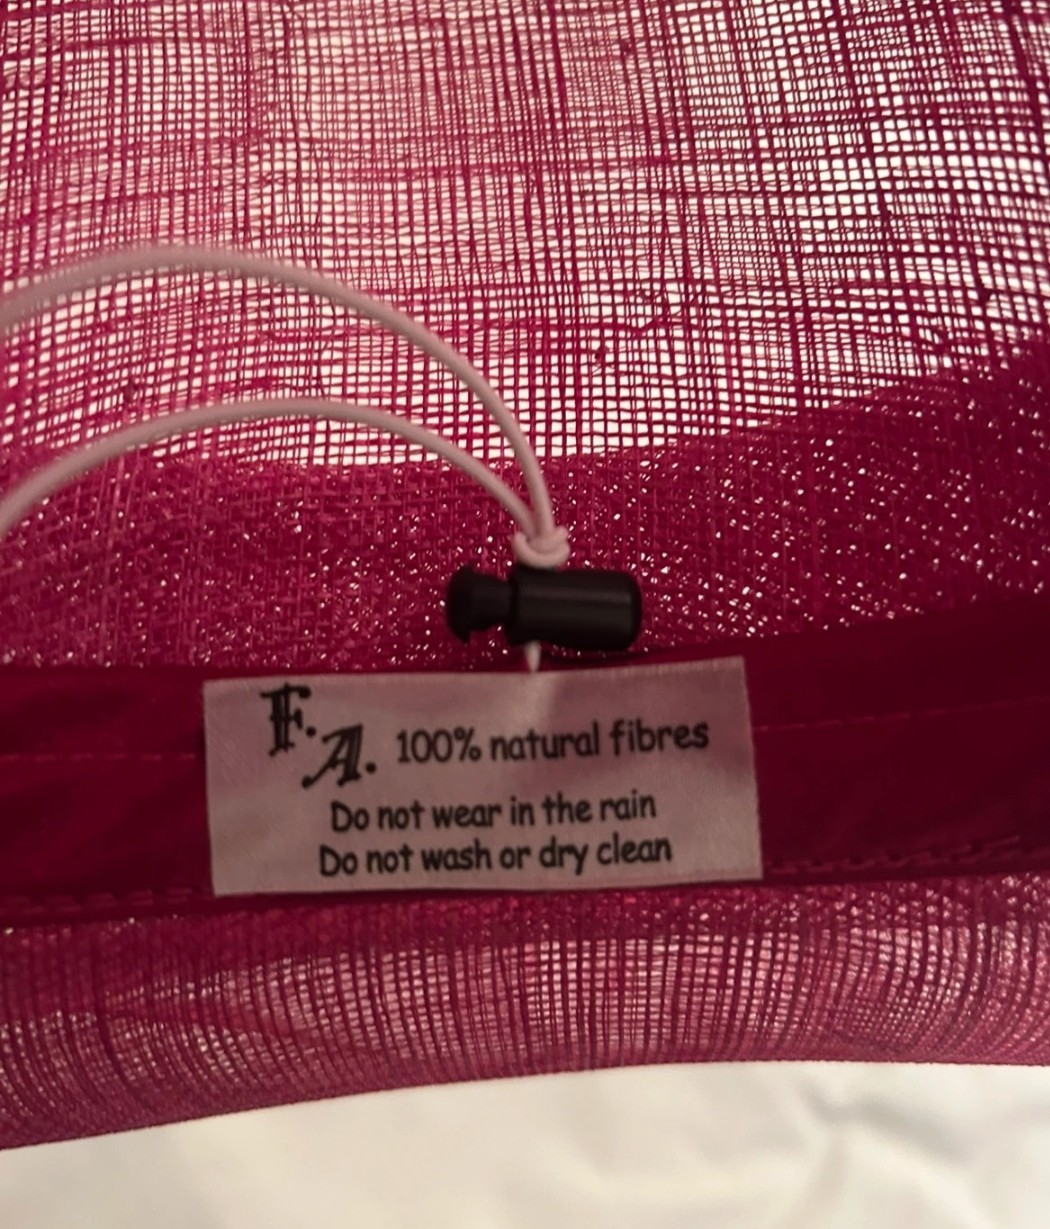 F.A. 100% natural fibres
Do not wear in the rain
Do not wash or dry clean